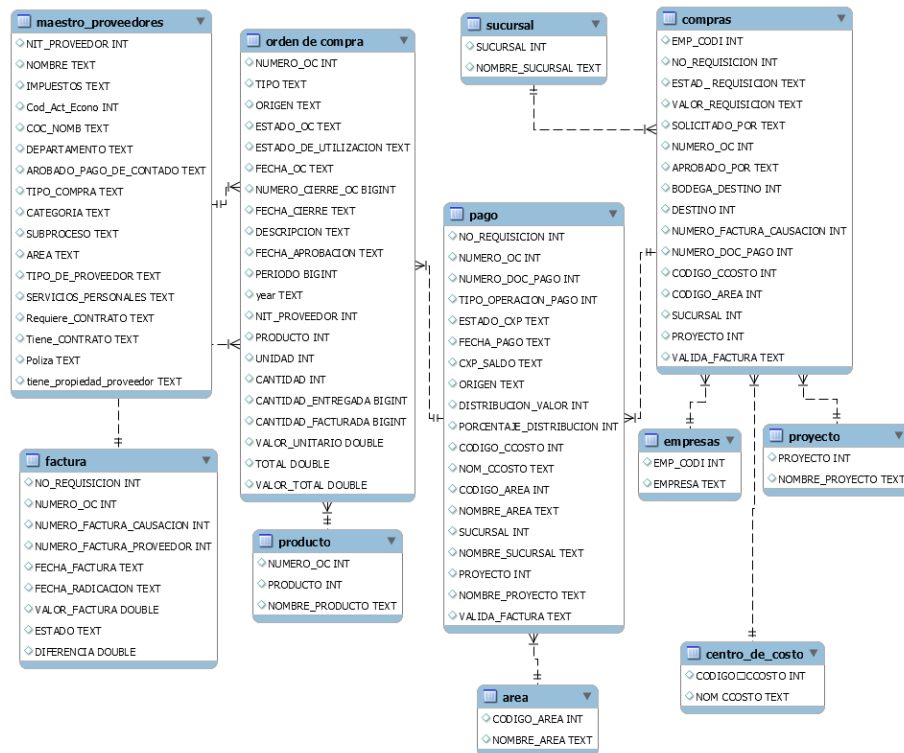 maestro_proveedores
NIT_PROVEEDOR INT
NOMBRE TEXT
IMPUESTOS TEXT
Cod_Act_Econo INT
COC_NOMB TEXT
DEPARTAMENTO TEXT
AROBADO_PAGO_DE_CONTADO TEXT
TIPO_COMPRA TEXT
CATEGORIA TEXT
SUBPROCESO TEXT
AREA TEXT
TIPO_DE_PROVEEDOR TEXT
SERVICIOS_PERSONALES TEXT
Requiere_CONTRATO TEXT
Tiene_CONTRATO TEXT
Poliza TEXT
tiene_propiedad_proveedor TEXT
orden de compra
NUMERO_OC INT
TIPO TEXT
ORIGEN TEXT
ESTADO_OC TEXT
ESTADO_DE_UTILIZACION TEXT
FECHA_OC TEXT
NUMERO_CIERRE_OC BIGINT
FECHA_CIERRE TEXT
DESCRIPCION TEXT
FECHA_APROBACION TEXT
PERIODO BIGINT
year TEXT
NIT_PROVEEDOR INT
PRODUCTO INT
UNIDAD INT
CANTIDAD INT
CANTIDAD_ENTREGADA BIGINT
CANTIDAD_FACTURADA BIGINT
VALOR_UNITARIO DOUBLE
TOTAL DOUBLE
VALOR_TOTAL DOUBLE
sucursal
SUCURSAL INT
NOMBRE_SUCURSAL TEXT
compras
EMP_CODI INT
NO_REQUISICION INT
ESTAD_REQUISICION TEXT
VALOR_REQUISICION TEXT
SOLICITADO_POR TEXT
NUMERO_OC INT
APROBADO_POR TEXT
BODEGA_DESTINO INT
DESTINO INT
NUMERO_FACTURA_CAUSACION INT
NUMERO_DOC_PAGO INT
CODIGO_CCOSTO INT
CODIGO_AREA INT
SUCURSAL INT
PROYECTO INT
VALIDA_FACTURA TEXT
pago
NO_REQUISICION INT
NUMERO_OC INT
NUMERO_DOC_PAGO INT
TIPO_OPERACION_PAGO INT
ESTADO_CXP TEXT
FECHA_PAGO TEXT
CXP_SALDO TEXT
ORIGEN TEXT
DISTRIBUCION_VALOR INT
PORCENTAJE_DISTRIBUCION INT
CODIGO_CCOSTO INT
NOM_CCOSTO TEXT
CODIGO_AREA INT
NOMBRE_AREA TEXT
SUCURSAL INT
NOMBRE_SUCURSAL TEXT
PROYECTO INT
NOMBRE_PROYECTO TEXT
VALIDA_FACTURA TEXT
factura
NO_REQUISICION INT
NUMERO_OC INT
NUMERO_FACTURA_CAUSACION INT
NUMERO_FACTURA_PROVEEDOR INT
FECHA_FACTURA TEXT
FECHA_RADICACION TEXT
VALOR_FACTURA DOUBLE
ESTADO TEXT
DIFERENCIA DOUBLE
producto
NUMERO_OC INT
PRODUCTO INT
NOMBRE_PRODUCTO TEXT
empresas
EMP_CODI INT
EMPRESA TEXT
proyecto
PROYECTO INT
NOMBRE_PROYECTO TEXT
centro_de_costo
CODIGO□CCOSTO INT
NOM CCOSTO TEXT
area
CODIGO_AREA INT
NOMBRE_AREA TEXT